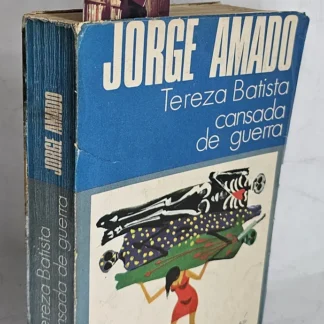 JORGE AMADO
Tereza Batista
cansada
de guerra
JORGE AMADO
Tereza Batista
cansada de guerra